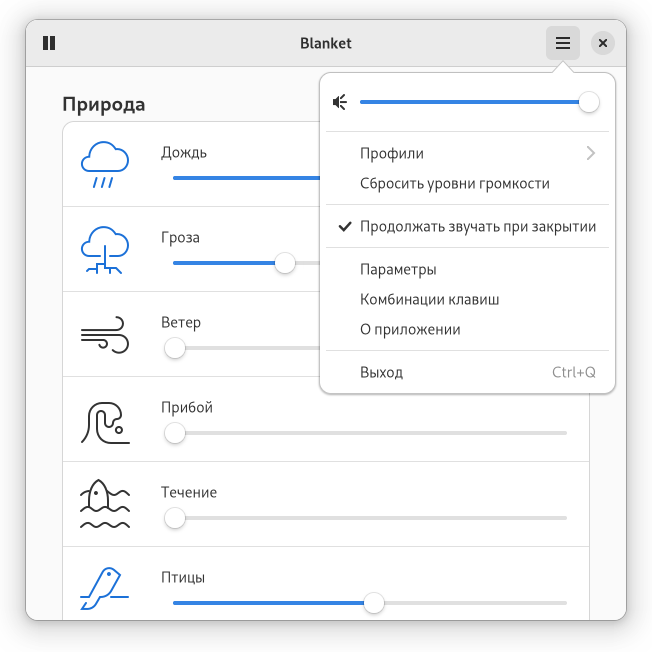 Blanket
Природа
Дождь
Гроза
Ветер
Прибой
Течение
Птицы
Профили
Сбросить уровни громкости
Продолжать звучать при закрытии
Параметры
Комбинации клавиш
О приложении
Выход Ctrl+Q